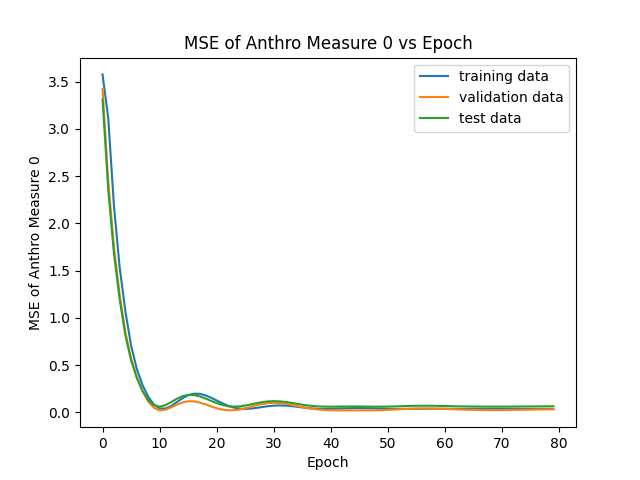 MSE of Anthro Measure 0 vs Epoch
training data
validation data
test data
MSE of Anthro Measure 0
3.5
3.0
2.5
2.0
1.5
1.0
0.5
0.0
0 10 20 30 40 50 60 70 80
Epoch